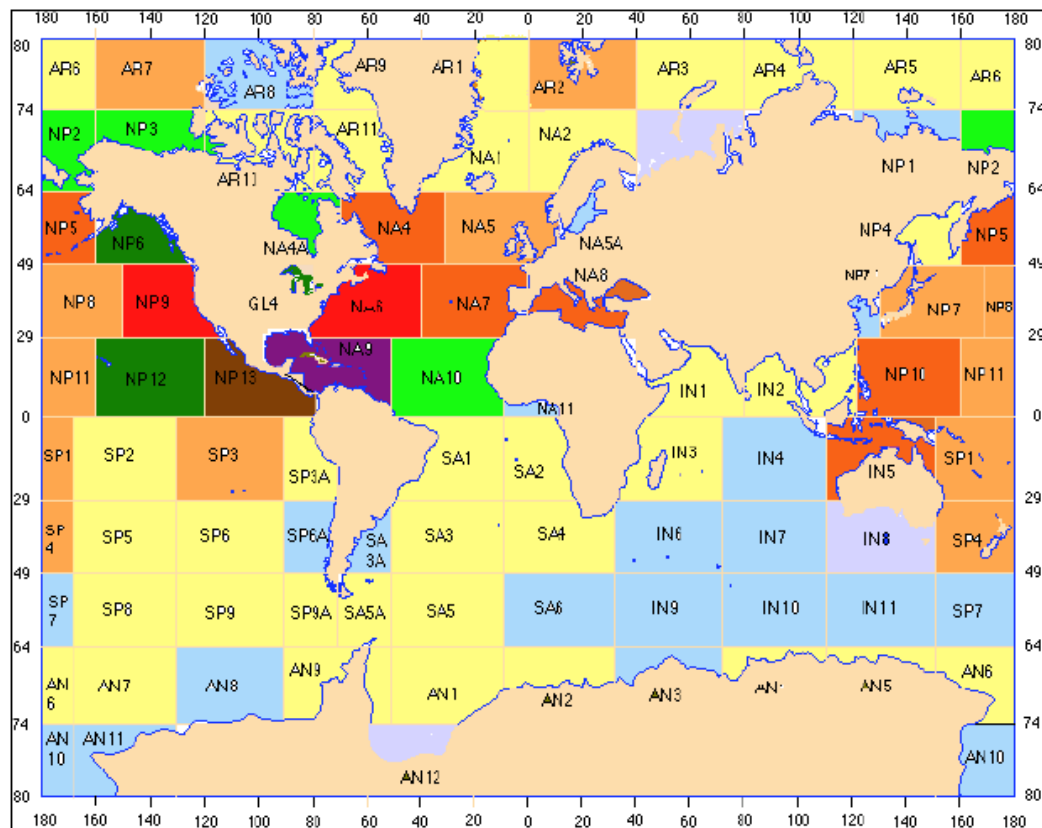 180 160 140 120 100 80 60 40 20 0 20 40 60 80 100 120 140 160 180
80 80
AR6 AR7 AR8 AR9 AR1 AR2 AR3 AR4 AR5 AR6
74 74
NP2 NP3 AR11 NA1 NA2 NP1 NP2
64 64
NP5 NP6 NA4A NA4 NA5 NA5A NP4 NP5
49 49
NP8 NP9 GL4 NA6 NA7 NA8 NP7 NP7 NP8
29 29
NP11 NP12 NP13 NA9 NA10 NA11 IN1 IN2 NP10 NP11
0 0
SP1 SP2 SP3 SP3A SA1 SA2 IN3 IN4 IN5 SP1
29 29
SP
4 SP5 SP6 SP6A SA
3A SA3 SA4 IN6 IN7 IN8 SP4
49 49
SP
7 SP8 SP9 SP9A SA5A SA5 SA6 IN9 IN10 IN11 SP7
64 64
AN
6 AN7 AN8 AN9 AN1 AN2 AN3 AN5 AN6
74 74
AN
10 AN11 AN12 AN10
80 80
160 140 120 100 80 60 40 20 0 20 40 60 80 100 120 140 160 180